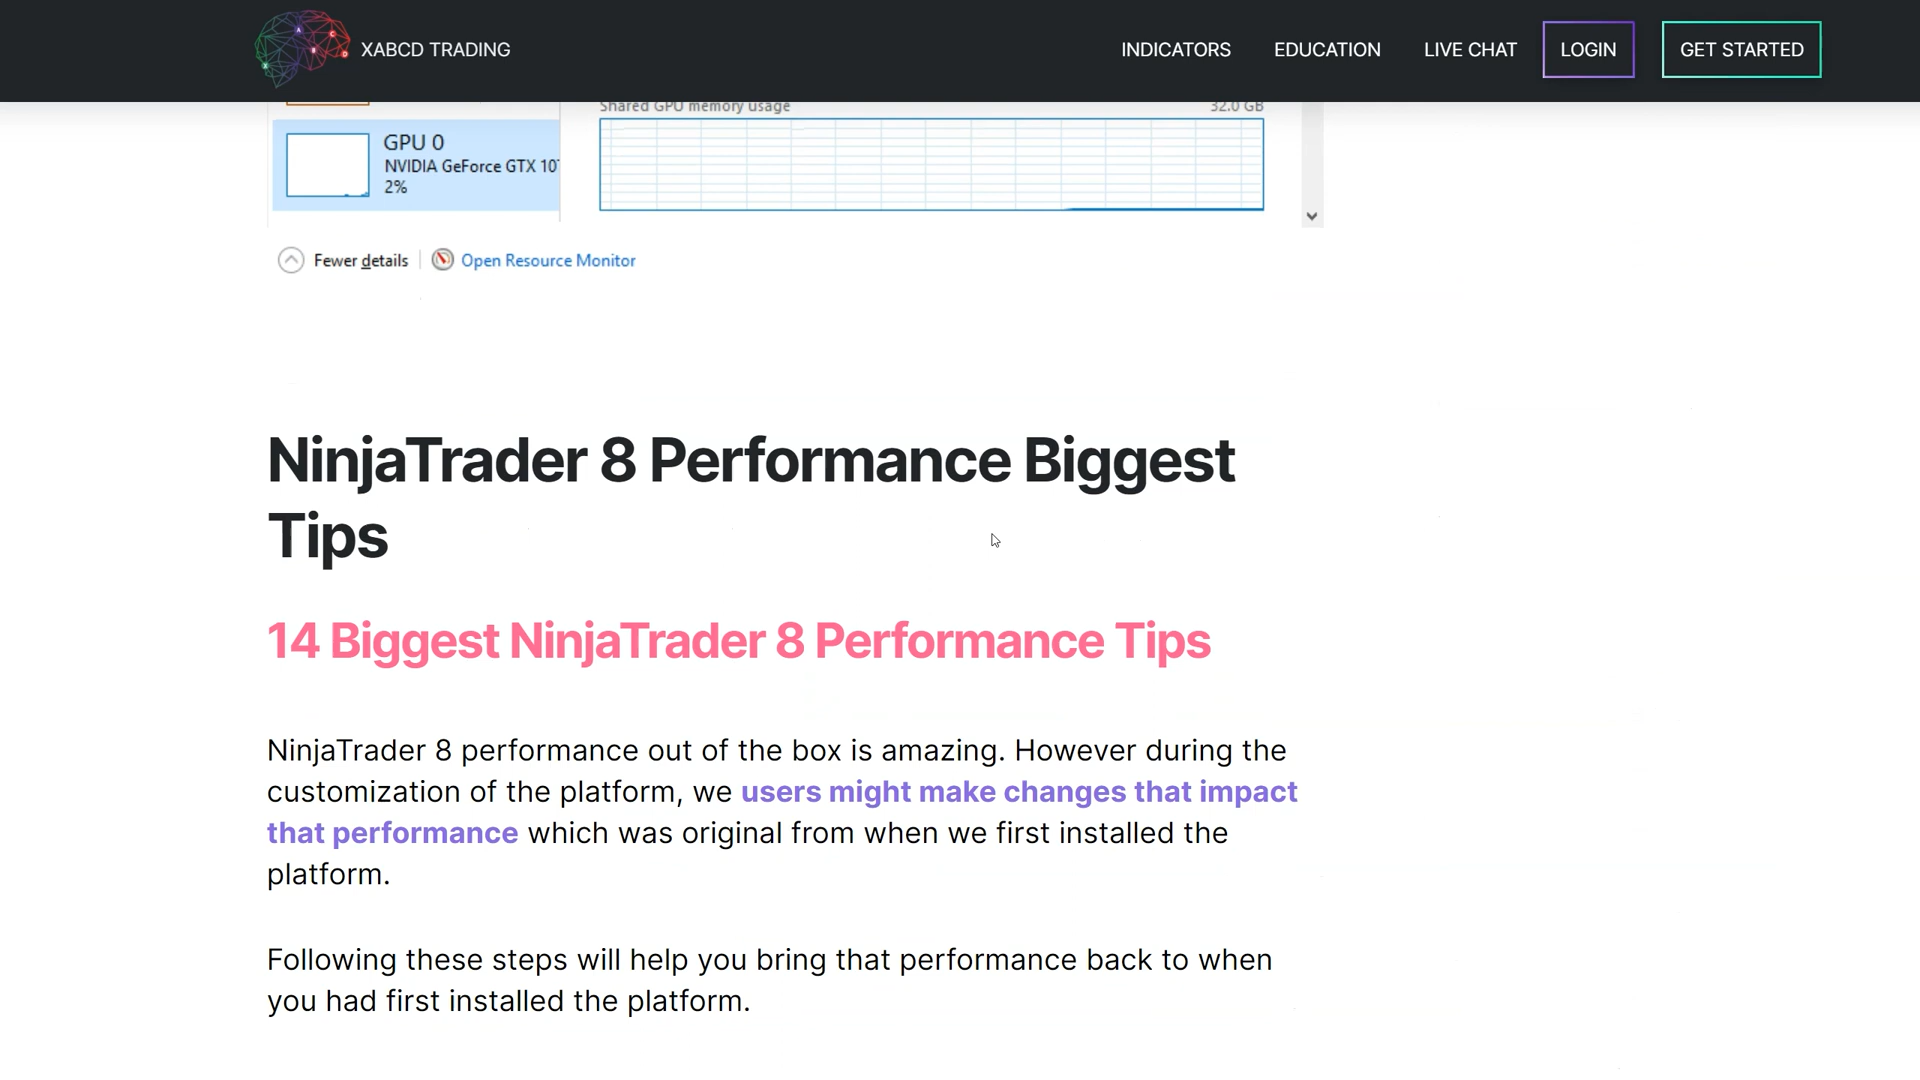 XABCD TRADING
INDICATORS
EDUCATION
LIVE CHAT
LOGIN
GET STARTED
Shared GPU memory usage
32.0 GB
GPU 0
NVIDIA GeForce GTX 10
2%
Fewer details
Open Resource Monitor
NinjaTrader 8 Performance Biggest
Tips
14 Biggest NinjaTrader 8 Performance Tips
NinjaTrader 8 performance out of the box is amazing. However during the
customization of the platform, we users might make changes that impact
that performance which was original from when we first installed the
platform.
Following these steps will help you bring that performance back to when
you had first installed the platform.